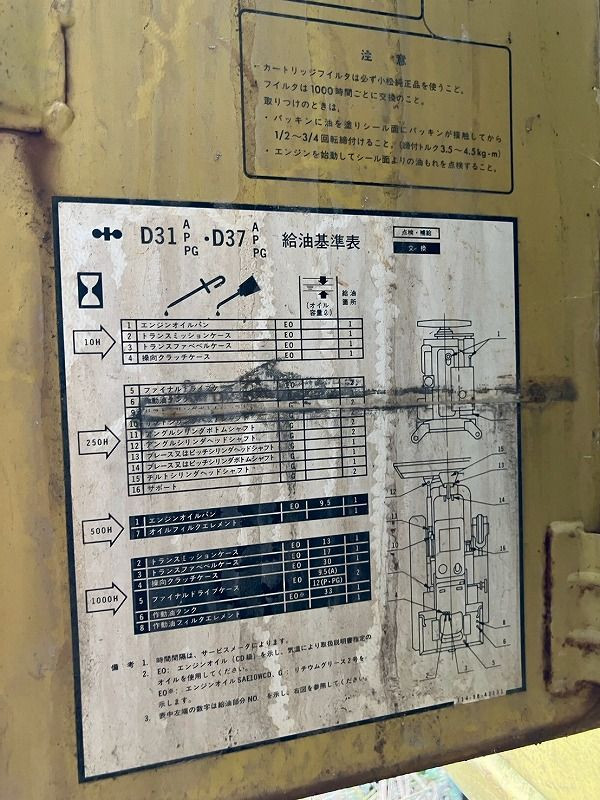 注 意
・カートリッジフイルタは必ず小松純正品を使うこと。
フイルタは1000時間ごとに交換のこと。
取りつけのときは、
・パッキンに油を塗りシール面にパッキンが接触してから
1/2～3/4回転締付けること。(締付トルク3.5～4.5kg-m)
・エンジンを始動してシール面よりの油もれを点検すること。
D31 A P PG ・D37 A P PG 給油基準表
点検・補給
交 換
(オイル容量ℓ) 給油箇所
10H
1 エンジンオイルパン EO 1
2 トランスミッションケース EO 1
3 トランスファベベルケース EO 1
4 操向クラッチケース EO 1
250H
5 ファイナルドライブケース
6 作動油タンク
11 アングルシリンダボトムシャフト G 2
12 アングルシリンダヘッドシャフト G 2
13 ブレース又はピッチシリンダヘッドシャフト G
14 ブレース又はピッチシリンダボトムシャフト G
15 チルトシリンダヘッドシャフト G
16 サポート G 2
500H
1 エンジンオイルパン EO 9.5 1
7 オイルフィルタエレメント 1
1000H
2 トランスミッションケース EO 13 1
3 トランスファベベルケース EO 17 1
4 操向クラッチケース EO 30 1
5 ファイナルドライブケース EO 9.5(A) 12(P・PG) 2
6 作動油タンク EO※ 33 1
8 作動油フィルタエレメント 1
備 考 1. 時間間隔は、サービスメータによります。
2. EO: エンジンオイル(CD級)を示し、気温により取扱説明書指定の
オイルを使用してください。
EO※: エンジンオイルSAE10WCD、G: リチウムグリース2号を
示します。
3. 表中左端の数字は給油部分NO. を示し、右図を参照してください。